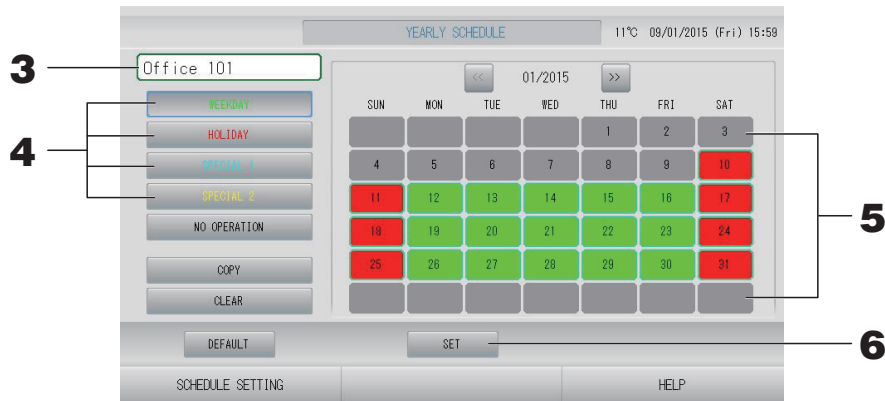 YEARLY SCHEDULE 11°C 09/01/2015 (Fri) 15:59
3 Office 101
<< 01/2015 >>
4 WEEKDAY
HOLIDAY
SPECIAL 1
SPECIAL 2
NO OPERATION
COPY
CLEAR
SUN MON TUE WED THU FRI SAT
1 2 3
4 5 6 7 8 9 10
11 12 13 14 15 16 17
18 19 20 21 22 23 24
25 26 27 28 29 30 31
5
DEFAULT SET 6
SCHEDULE SETTING HELP